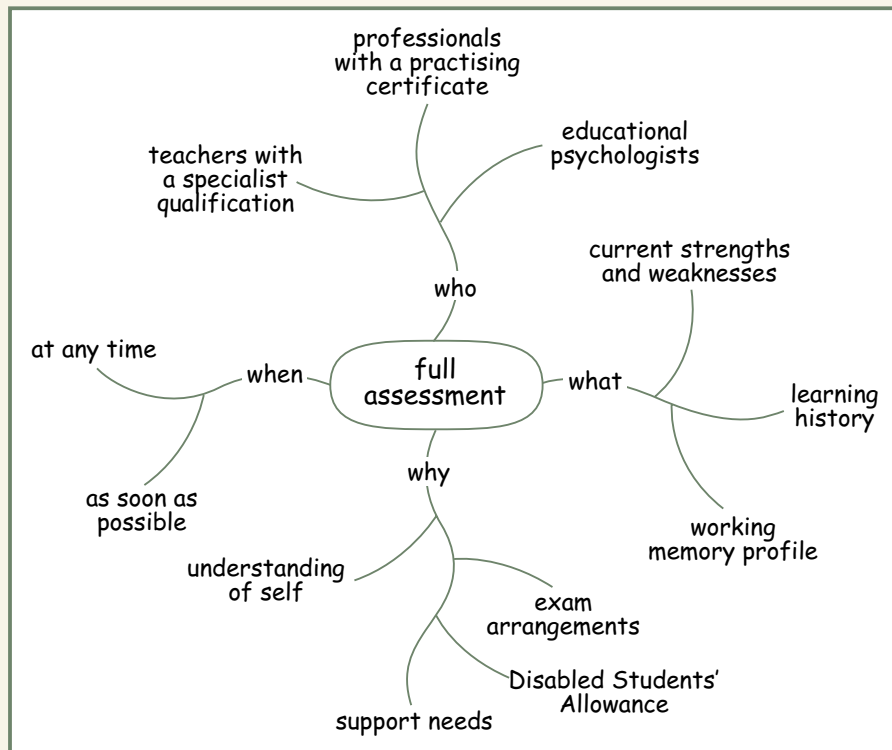 professionals
with a practising
certificate
educational
psychologists
teachers with
a specialist
qualification
who
current strengths
and weaknesses
at any time
when
full
assessment
what
learning
history
as soon as
possible
why
working
memory profile
understanding
of self
exam
arrangements
Disabled Students’
Allowance
support needs